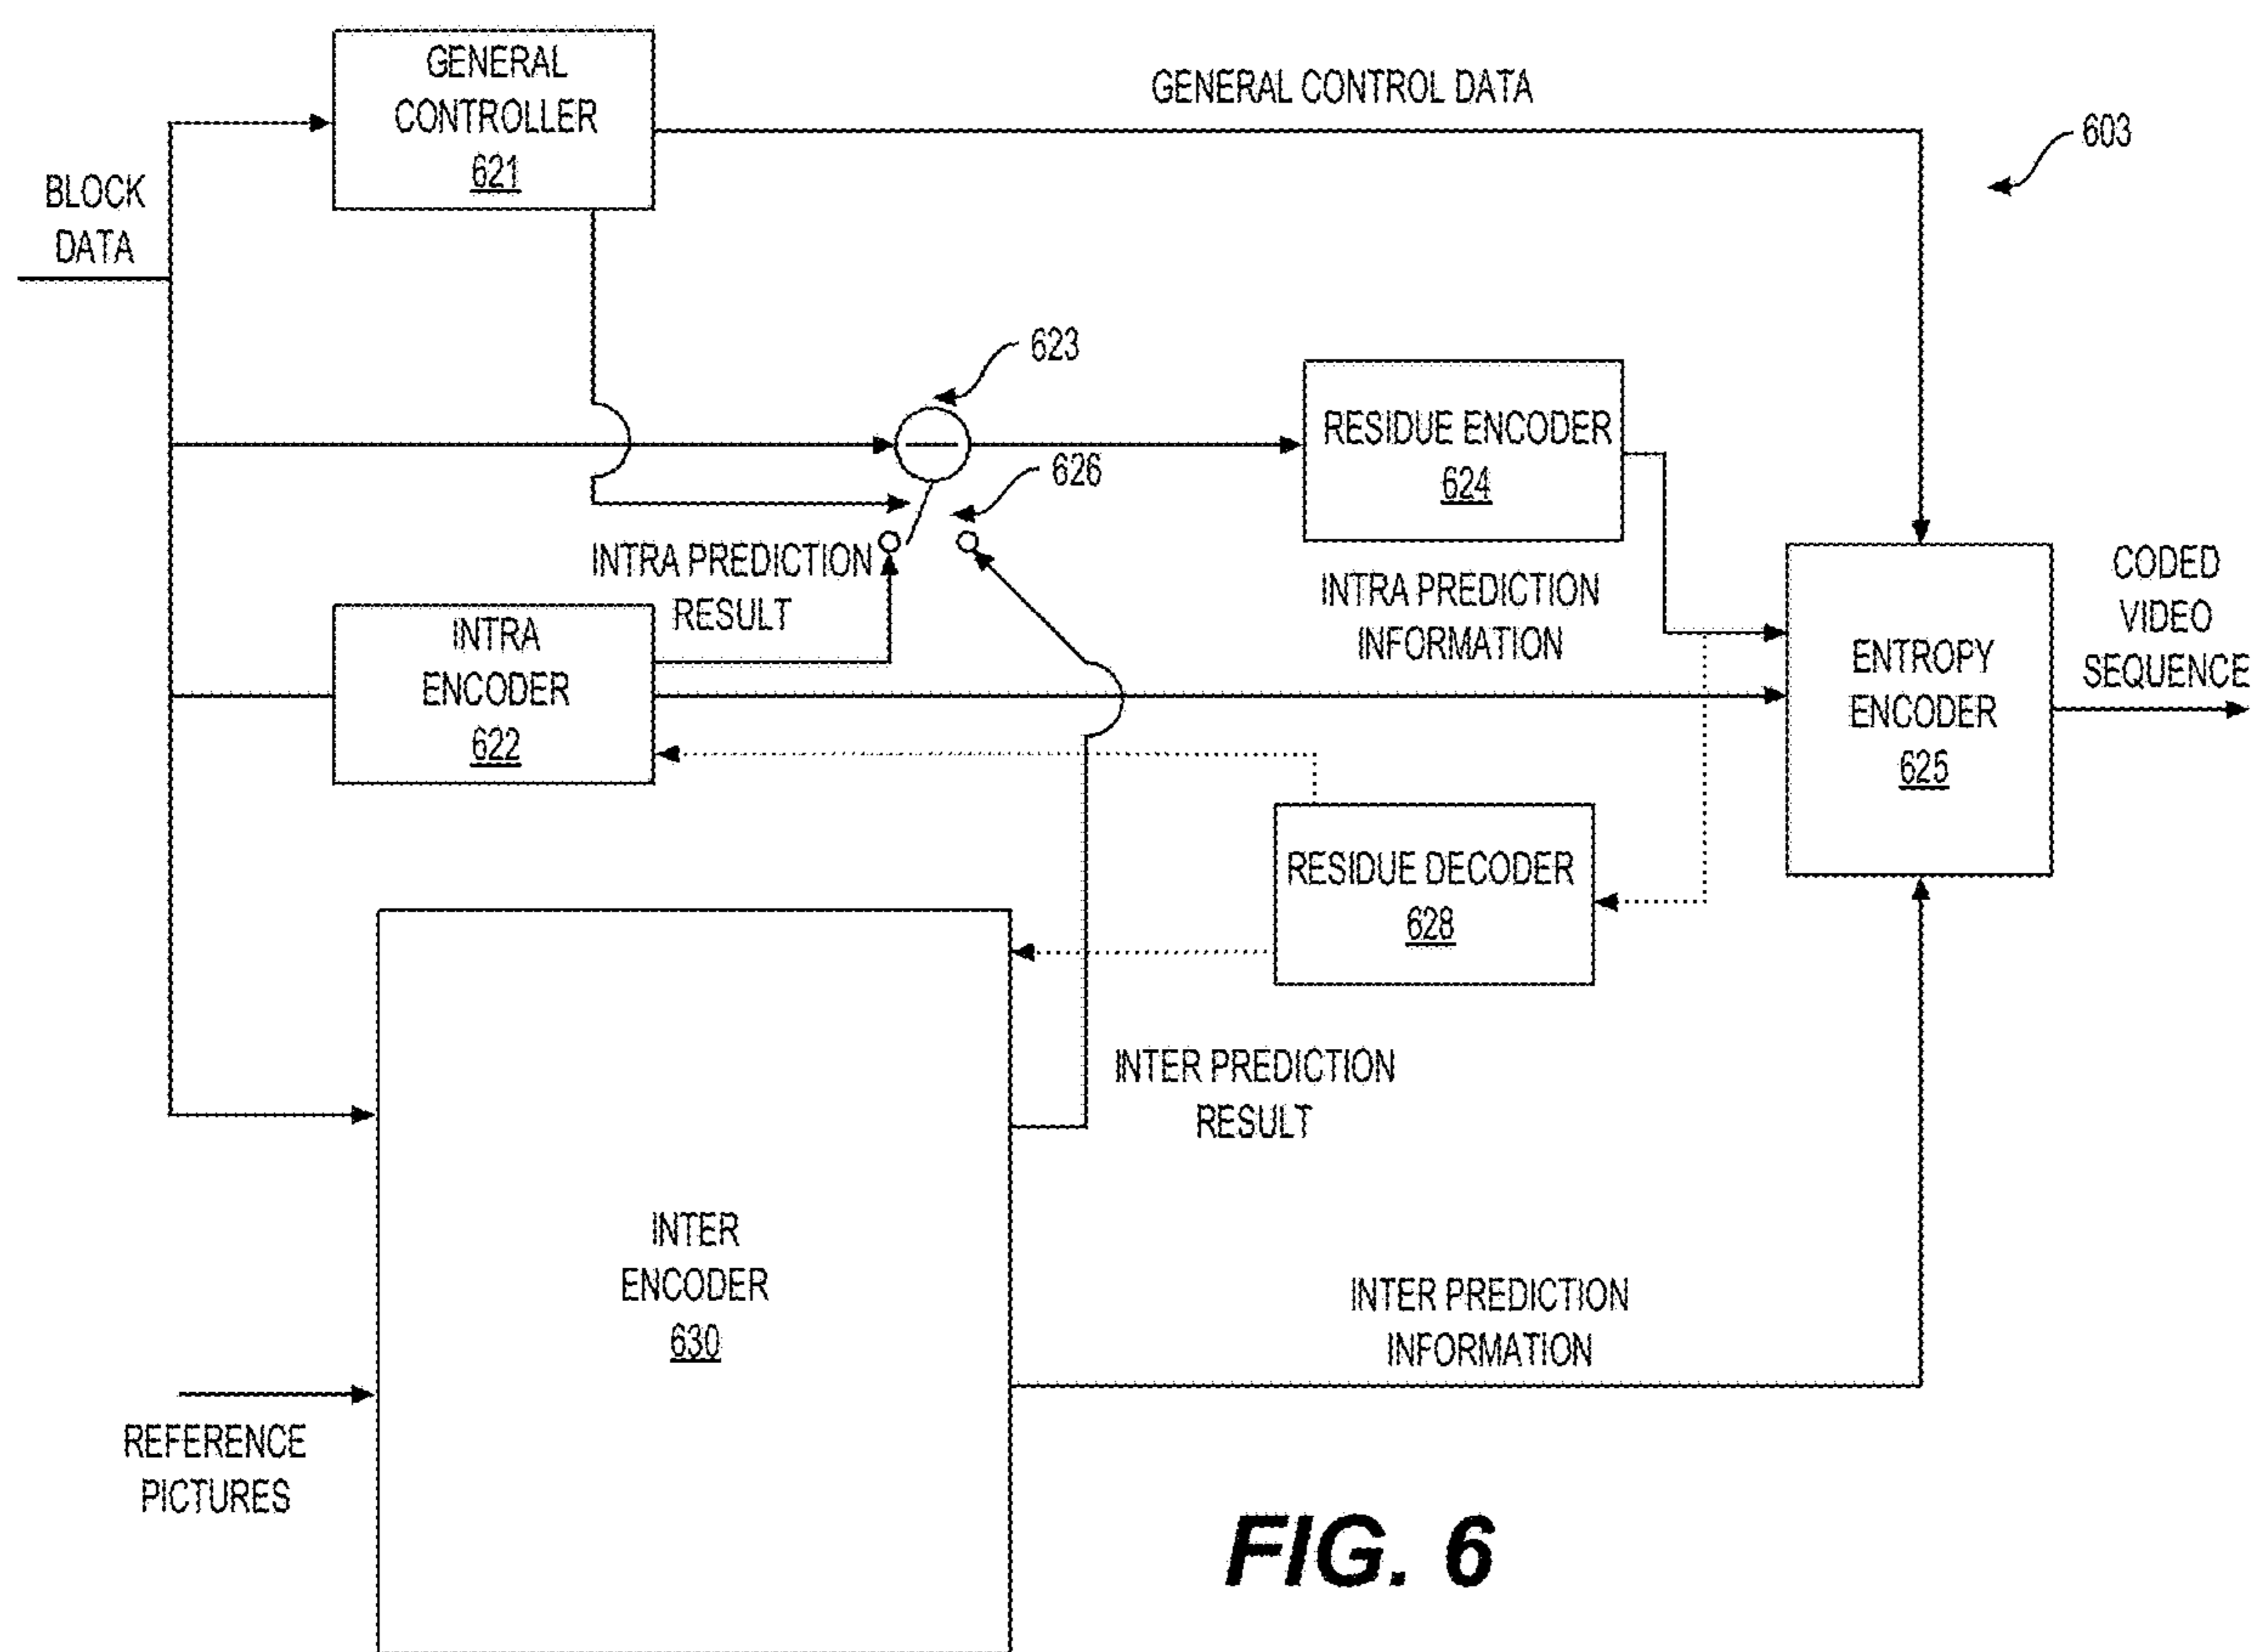 GENERAL
CONTROLLER
621
GENERAL CONTROL DATA
603
BLOCK
DATA
623
RESIDUE ENCODER
624
626
INTRA PREDICTION
RESULT
INTRA PREDICTION
INFORMATION
CODED
VIDEO
SEQUENCE
INTRA
ENCODER
622
ENTROPY
ENCODER
625
RESIDUE DECODER
628
INTER PREDICTION
RESULT
INTER
ENCODER
630
INTER PREDICTION
INFORMATION
REFERENCE
PICTURES
FIG. 6